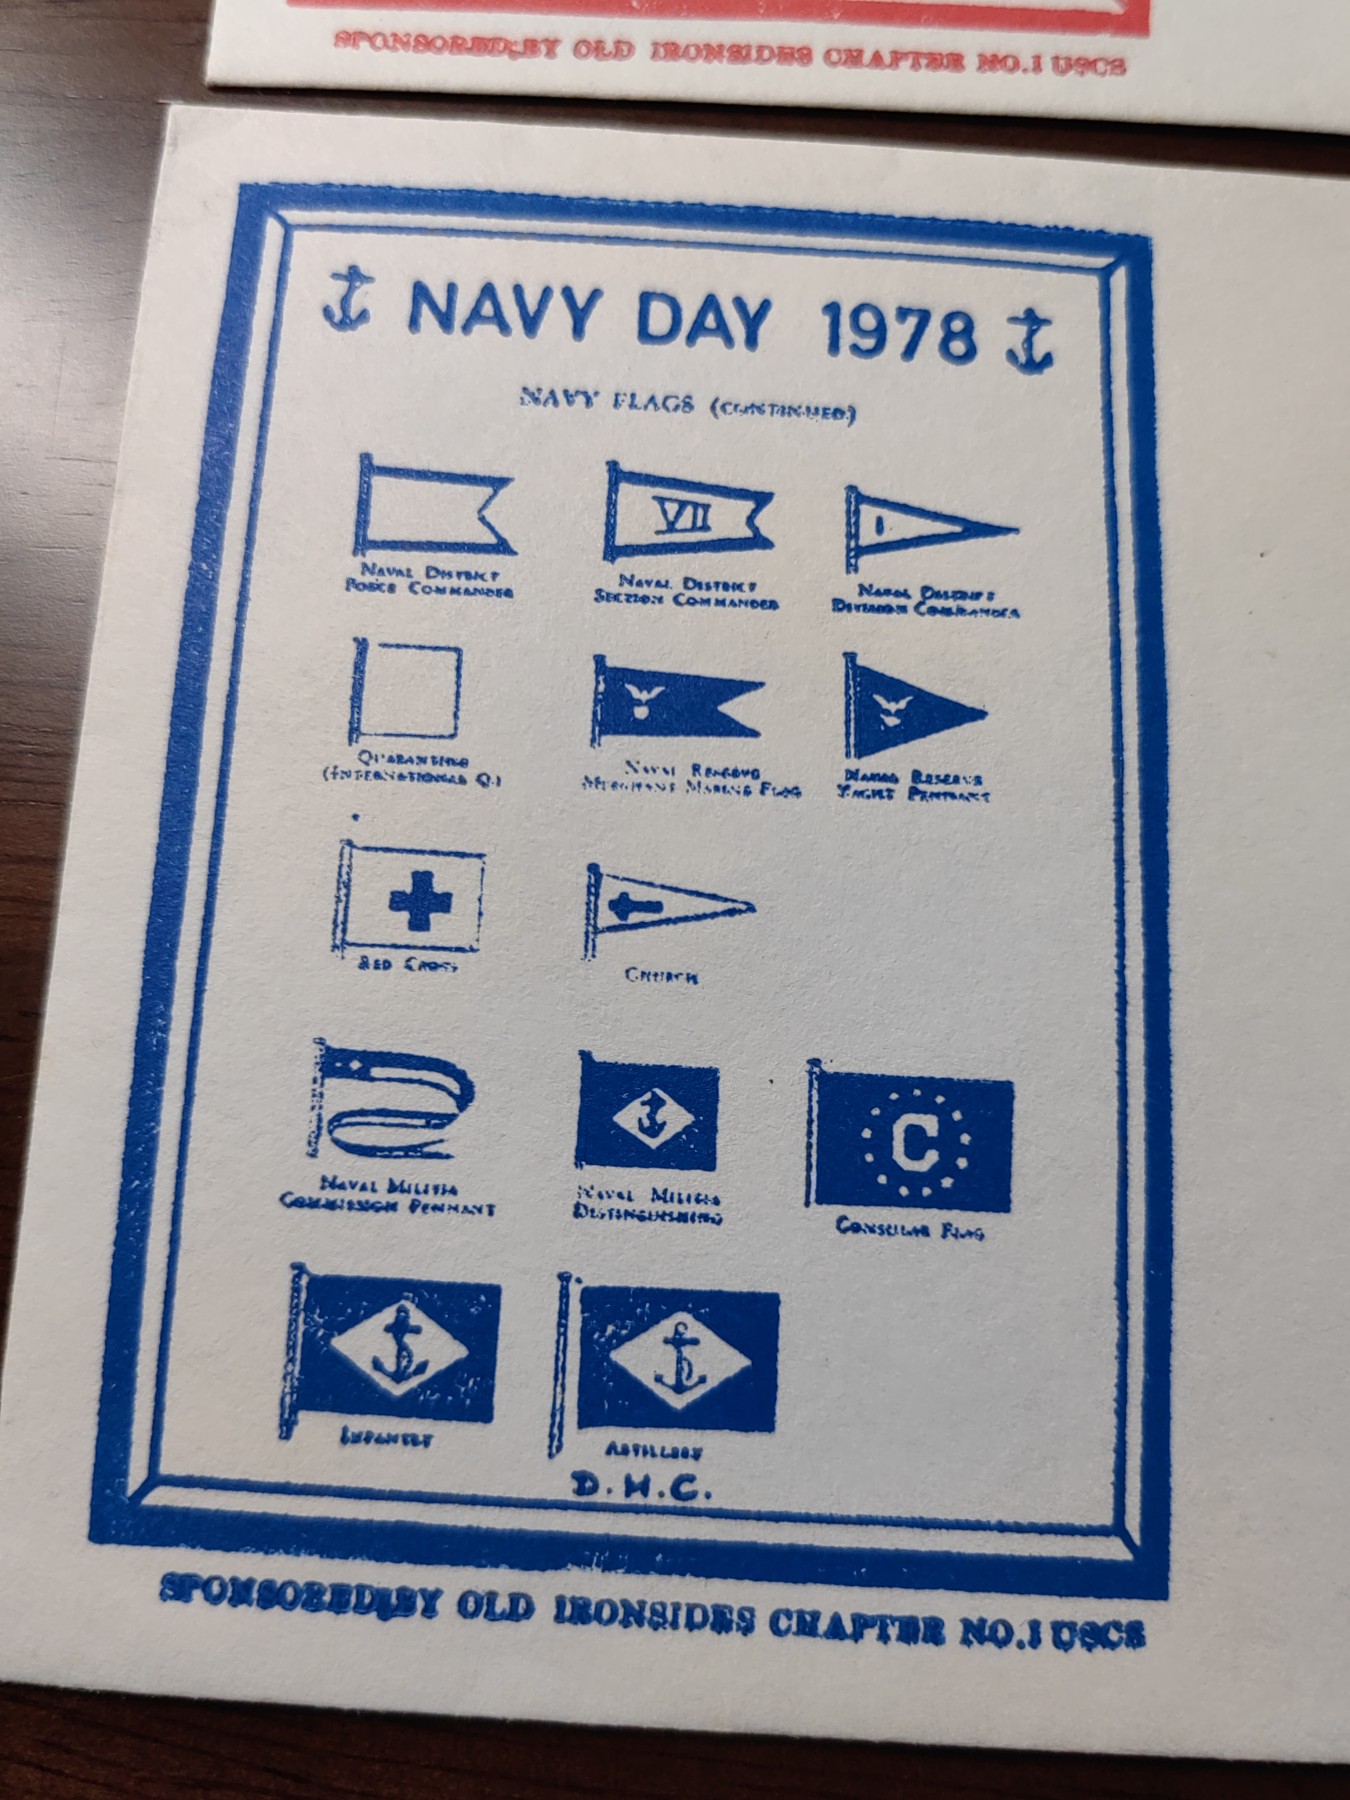 SPONSORED BY OLD IRONSIDES CHAPTER NO.1 USCS
NAVY DAY 1978
NAVY FLAGS (CONTINUED)
VII
NAVAL DISTRICT
FORCE COMMANDER
NAVAL DISTRICT
SECTION COMMANDER
I
NAVAL DISTRICT
DIVISION COMMANDER
QUARANTINE
(INTERNATIONAL Q.)
NAVAL RESERVE
MERCHANT MARINE FLAG
NAVAL RESERVE
YACHT PENNANT
RED CROSS
CHURCH
C
NAVAL MILITIA
COMMISSION PENNANT
NAVAL MILITIA
DISTINGUISHING
CONSULAR FLAG
INFANTRY
ARTILLERY
D.H.C.
SPONSORED BY OLD IRONSIDES CHAPTER NO.1 USCS